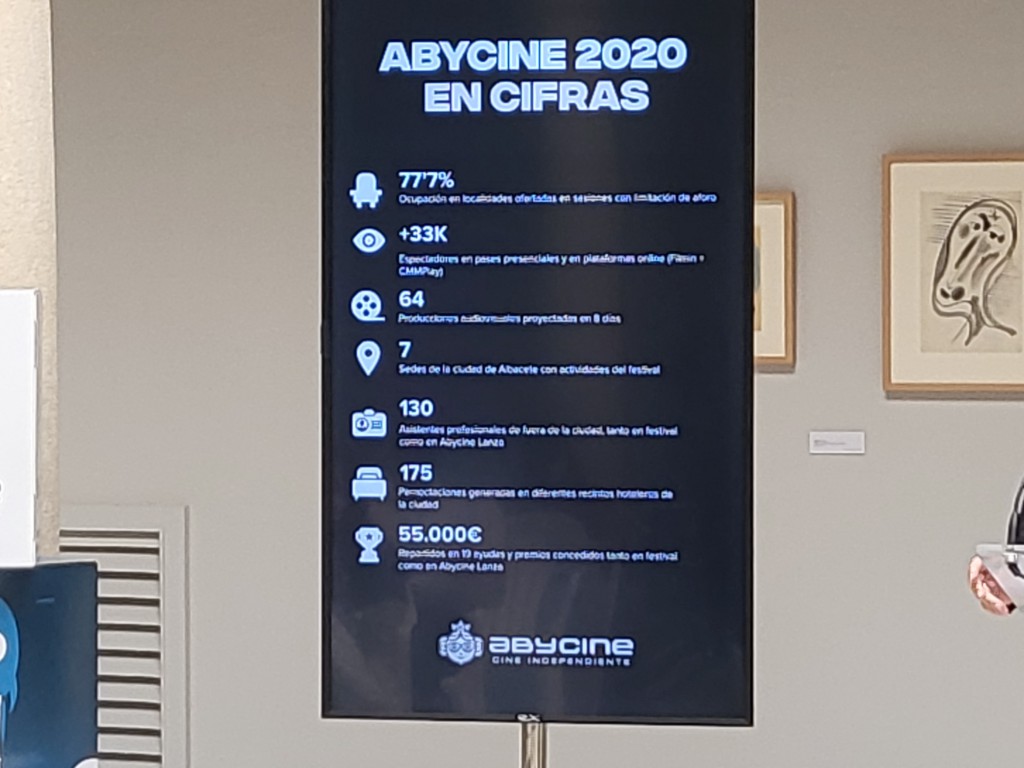 ABYCINE 2020
EN CIFRAS
77'7%
Ocupación en localidades ofertadas en sesiones con limitación de aforo
+33K
Espectadores en pases presenciales y en plataformas online (Filmin +
CMMPlay)
64
Producciones audiovisuales proyectadas en 8 días
7
Sedes de la ciudad de Albacete con actividades del festival
130
Asistentes profesionales de fuera de la ciudad, tanto en festival
como en Abycine Lanza
175
Pernoctaciones generadas en diferentes recintos hoteleros de
la ciudad
55.000€
Repartidos en 19 ayudas y premios concedidos tanto en festival
como en Abycine Lanza
abycine
CINE INDEPENDIENTE